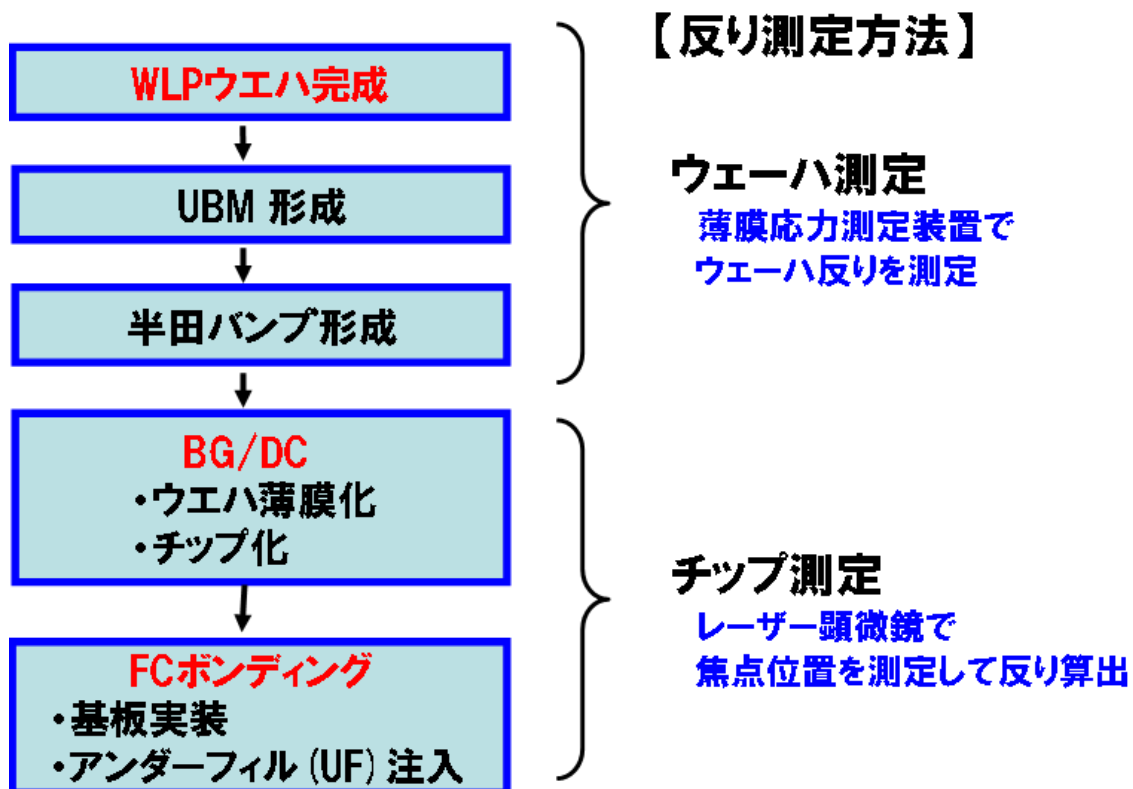 【反り測定方法】
WLPウエハ完成
UBM 形成
半田バンプ形成
ウェーハ測定
薄膜応力測定装置で
ウェーハ反りを測定
BG/DC
・ウエハ薄膜化
・チップ化
FCボンディング
・基板実装
・アンダーフィル(UF)注入
チップ測定
レーザー顕微鏡で
焦点位置を測定して反り算出